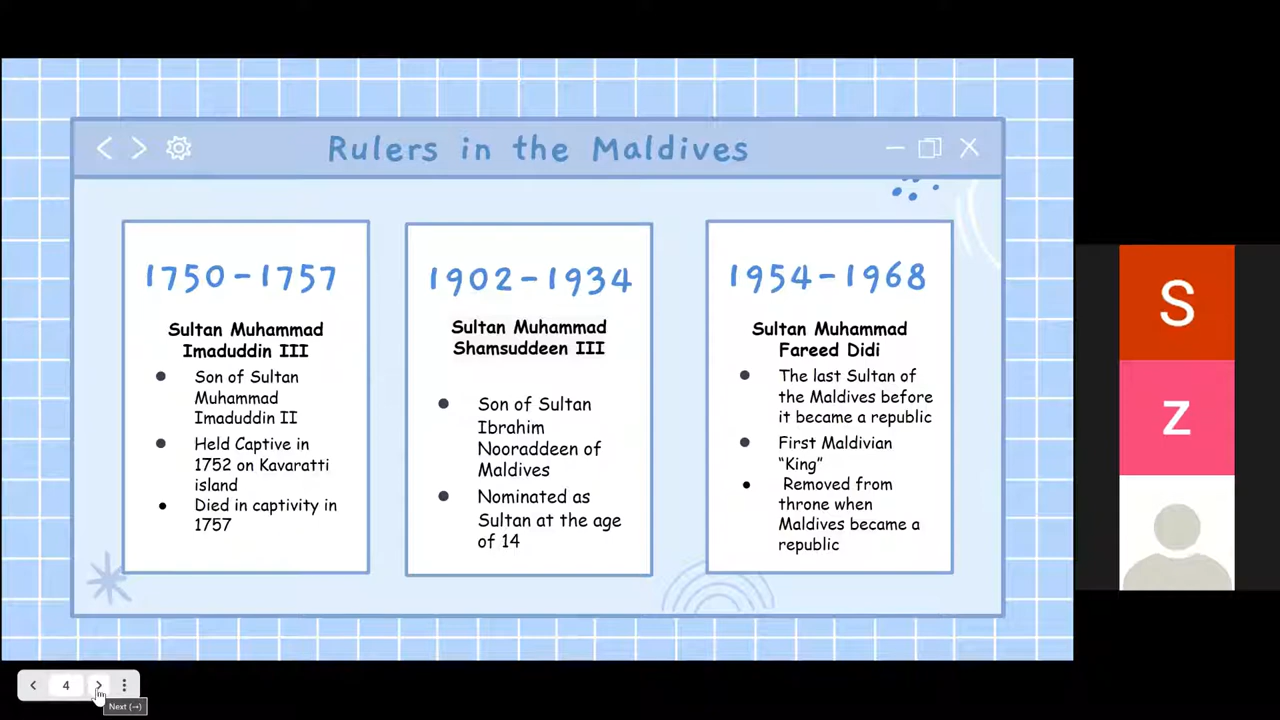 Rulers in the Maldives
1750-1757
Sultan Muhammad
Imaduddin III
● Son of Sultan
Muhammad
Imaduddin II
● Held Captive in
1752 on Kavaratti
island
● Died in captivity in
1757
1902-1934
Sultan Muhammad
Shamsuddeen III
● Son of Sultan
Ibrahim
Nooraddeen of
Maldives
● Nominated as
Sultan at the age
of 14
1954-1968
Sultan Muhammad
Fareed Didi
● The last Sultan of
the Maldives before
it became a republic
● First Maldivian
“King”
● Removed from
throne when
Maldives became a
republic
S
Z
4
Next (→)